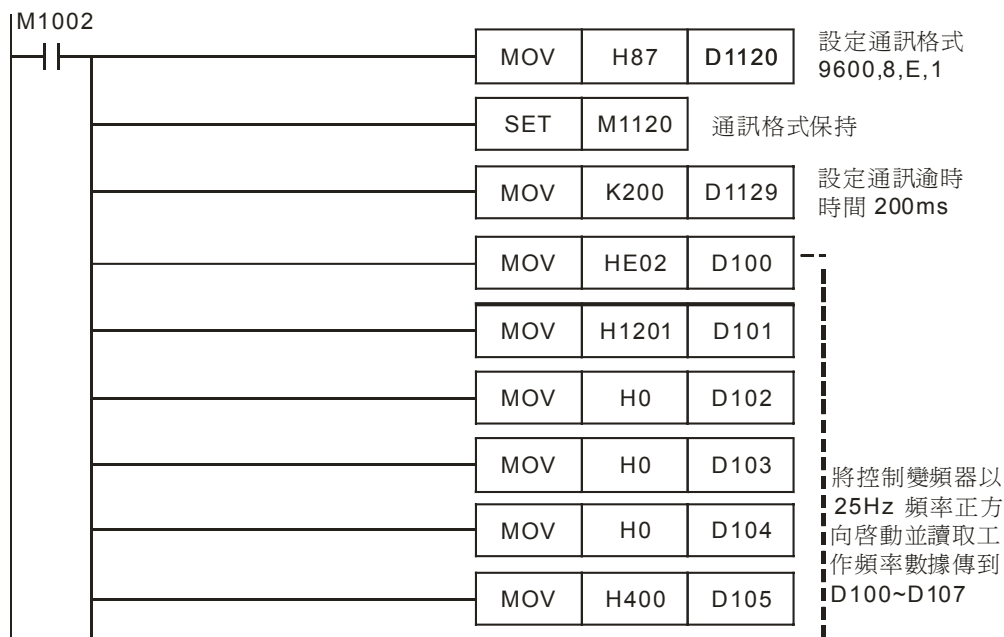 M1002
MOV H87 D1120
設定通訊格式
9600,8,E,1
SET M1120 通訊格式保持
MOV K200 D1129
設定通訊逾時
時間 200ms
MOV HE02 D100
MOV H1201 D101
MOV H0 D102
MOV H0 D103
MOV H0 D104
MOV H400 D105
將控制變頻器以
25Hz 頻率正方
向啓動並讀取工
作頻率數據傳到
D100~D107